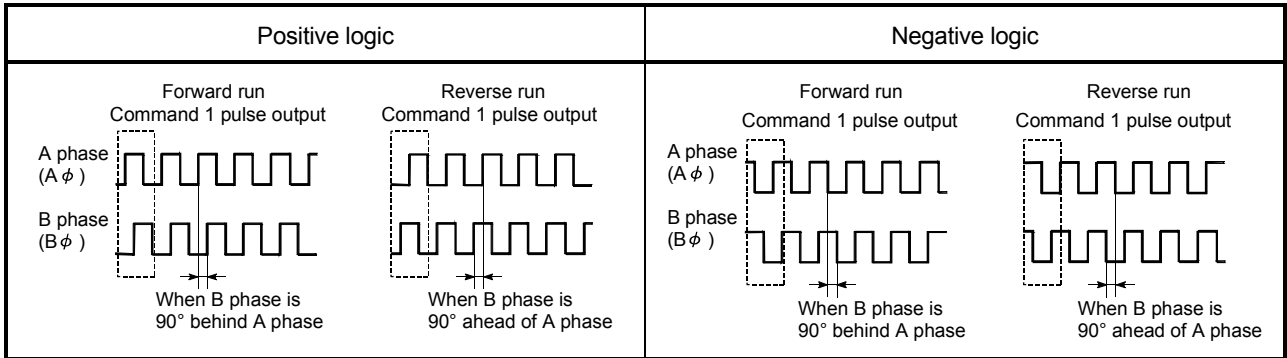 Positive logic
Negative logic
Forward run
Command 1 pulse output
Reverse run
Command 1 pulse output
A phase
(Aϕ)
B phase
(Bϕ)
When B phase is
90° behind A phase
When B phase is
90° ahead of A phase
Forward run
Command 1 pulse output
Reverse run
Command 1 pulse output
A phase
(Aϕ)
B phase
(Bϕ)
When B phase is
90° behind A phase
When B phase is
90° ahead of A phase